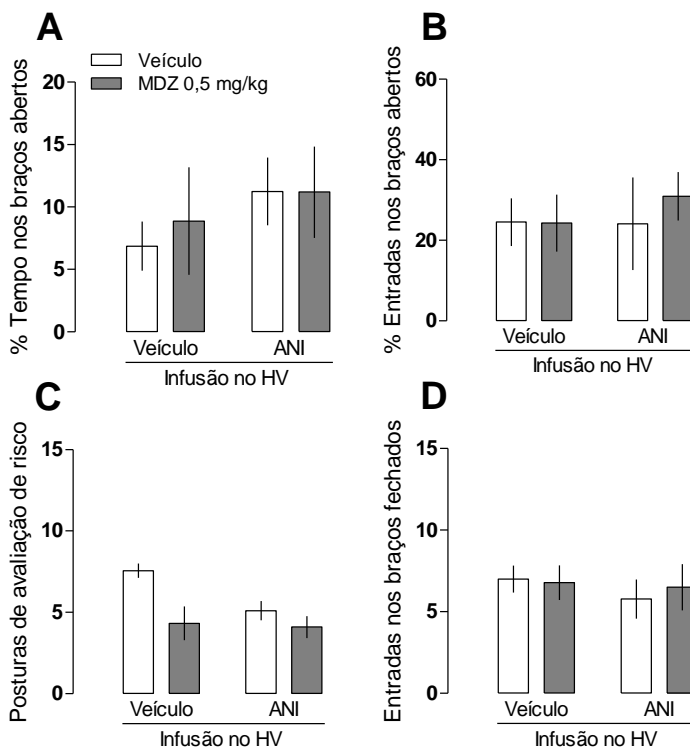 A
Veículo
MDZ 0,5 mg/kg
% Tempo nos braços abertos
20
15
10
5
0
Veículo ANI
Infusão no HV
B
% Entradas nos braços abertos
60
40
20
0
Veículo ANI
Infusão no HV
C
Posturas de avaliação de risco
15
10
5
0
Veículo ANI
Infusão no HV
D
Entradas nos braços fechados
15
10
5
0
Veículo ANI
Infusão no HV